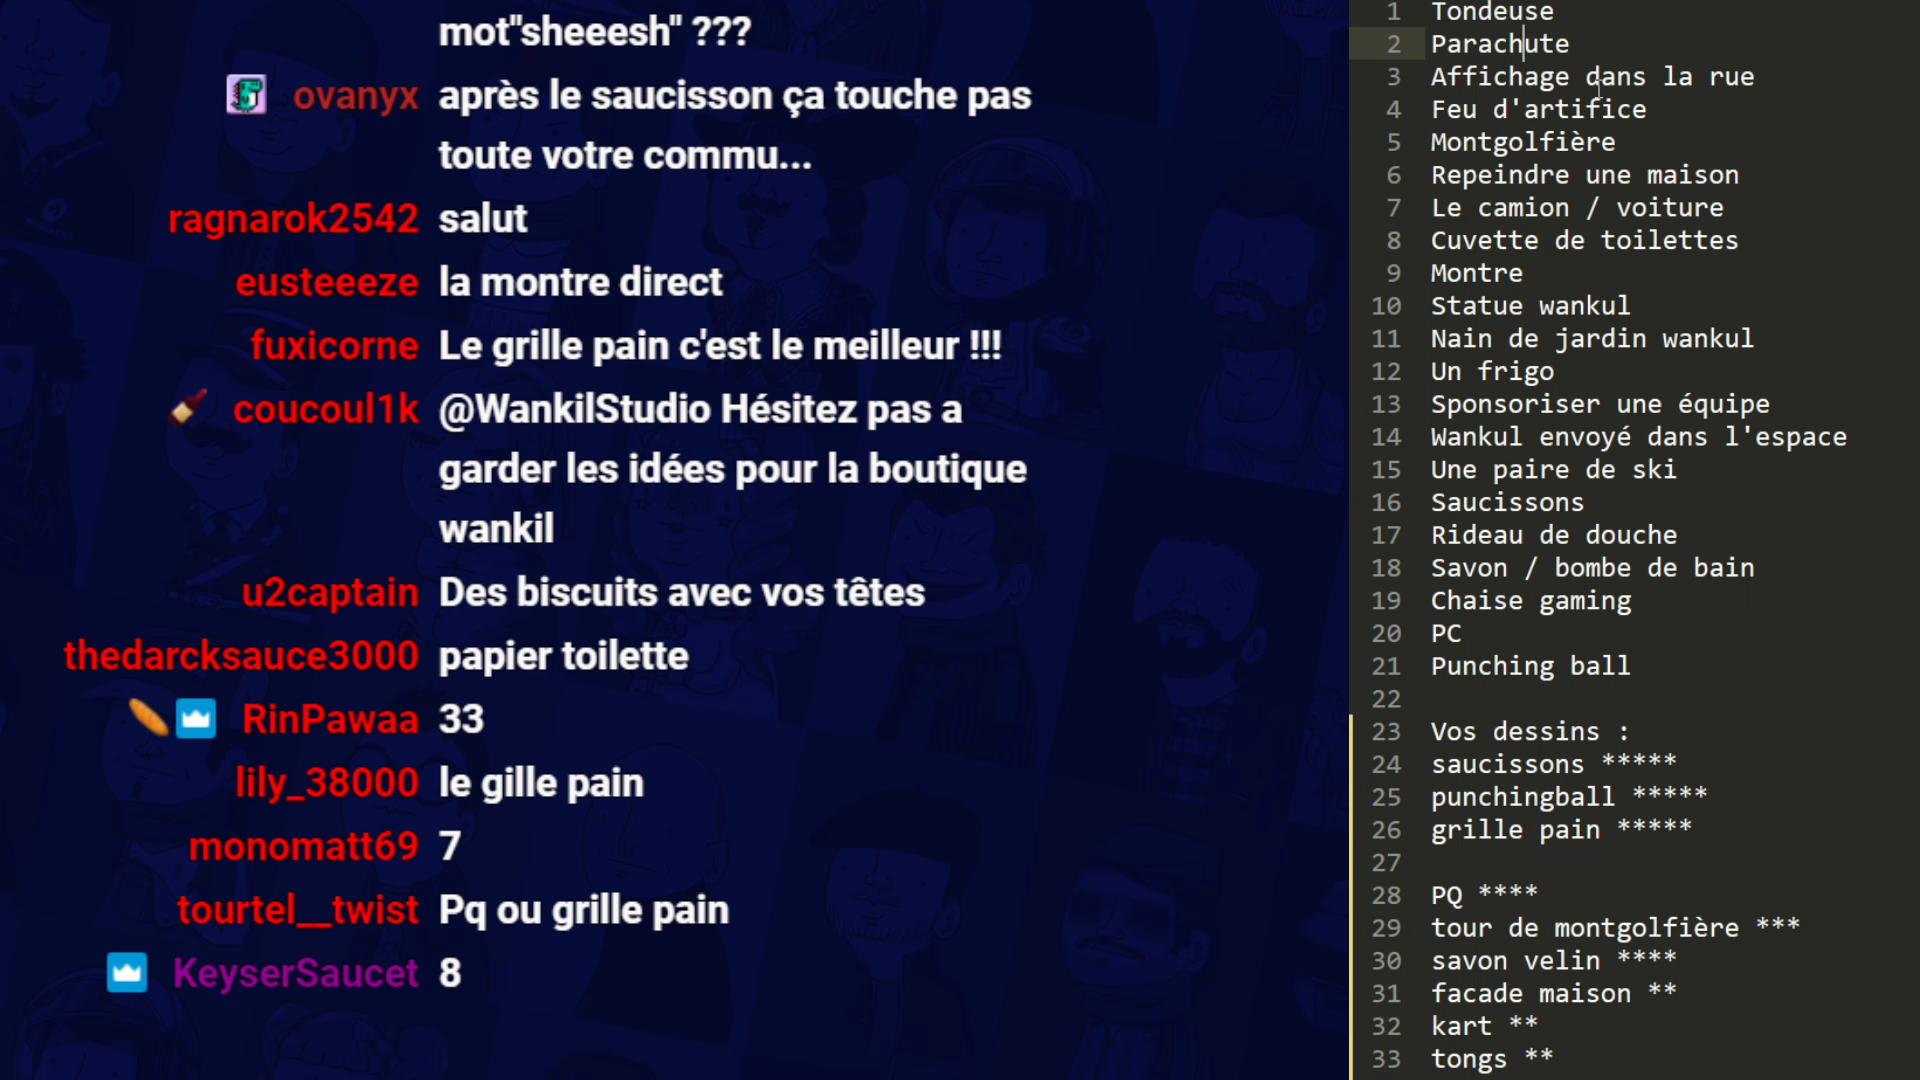 mot"sheeesh" ???
ovanyx après le saucisson ça touche pas
toute votre commu...
ragnarok2542 salut
eusteeeze la montre direct
fuxicorne Le grille pain c'est le meilleur !!!
coucoul1k @WankilStudio Hésitez pas a
garder les idées pour la boutique
wankil
u2captain Des biscuits avec vos têtes
thedarcksauce3000 papier toilette
RinPawaa 33
lily_38000 le gille pain
monomatt69 7
tourtel__twist Pq ou grille pain
KeyserSaucet 8
1 Tondeuse
2 Parachute
3 Affichage dans la rue
4 Feu d'artifice
5 Montgolfière
6 Repeindre une maison
7 Le camion / voiture
8 Cuvette de toilettes
9 Montre
10 Statue wankul
11 Nain de jardin wankul
12 Un frigo
13 Sponsoriser une équipe
14 Wankul envoyé dans l'espace
15 Une paire de ski
16 Saucissons
17 Rideau de douche
18 Savon / bombe de bain
19 Chaise gaming
20 PC
21 Punching ball
22
23 Vos dessins :
24 saucissons *****
25 punchingball *****
26 grille pain *****
27
28 PQ ****
29 tour de montgolfière ***
30 savon velin ****
31 facade maison **
32 kart **
33 tongs **